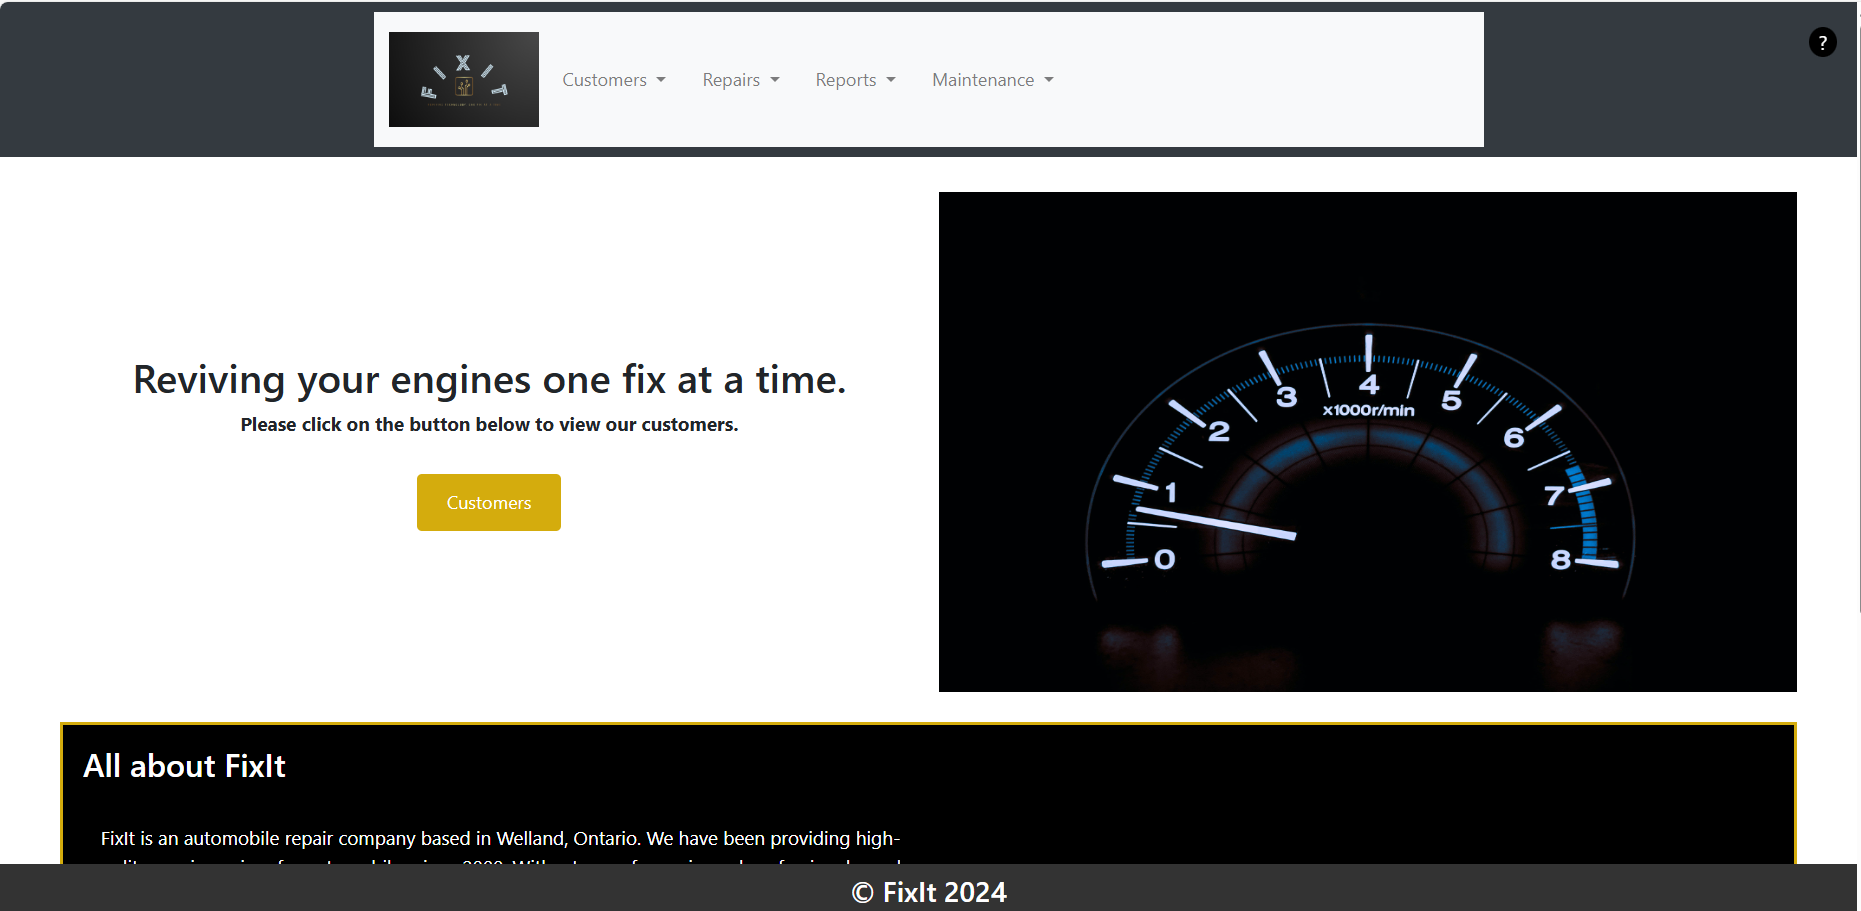 F I X I T
Customers Repairs Reports Maintenance
?
Reviving your engines one fix at a time.
Please click on the button below to view our customers.
Customers
0 1 2 3 4 5 6 7 8
x1000r/min
All about FixIt
FixIt is an automobile repair company based in Welland, Ontario. We have been providing high-
© FixIt 2024